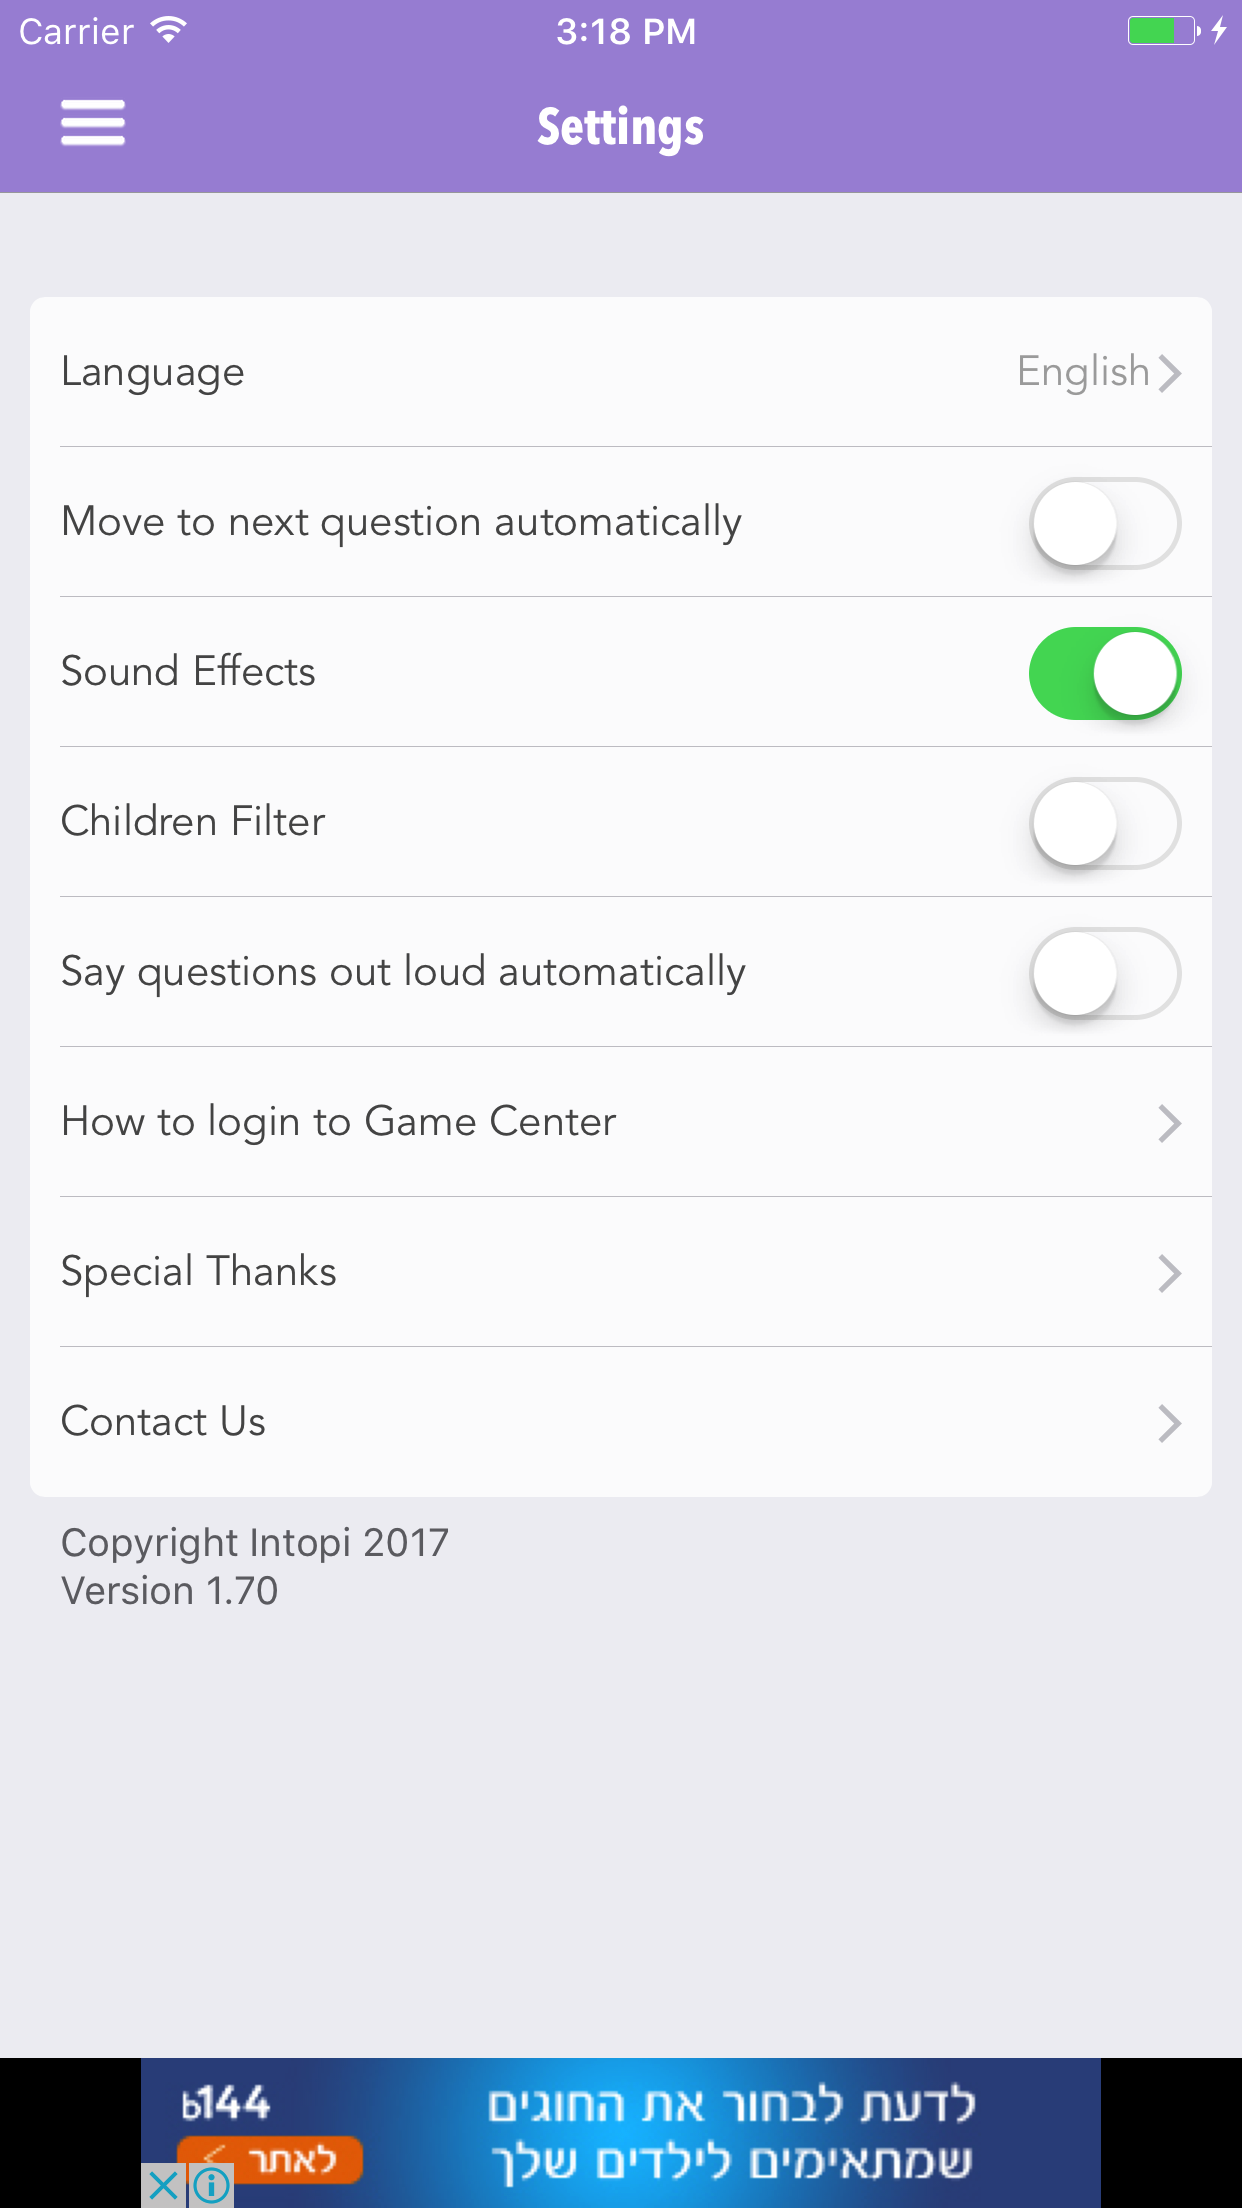 Carrier
3:18 PM
Settings
Language
English
Move to next question automatically
Sound Effects
Children Filter
Say questions out loud automatically
How to login to Game Center
Special Thanks
Contact Us
Copyright Intopi 2017
Version 1.70
b144
לדעת לבחור את החוגים
שמתאימים לילדים שלך
לאתר >